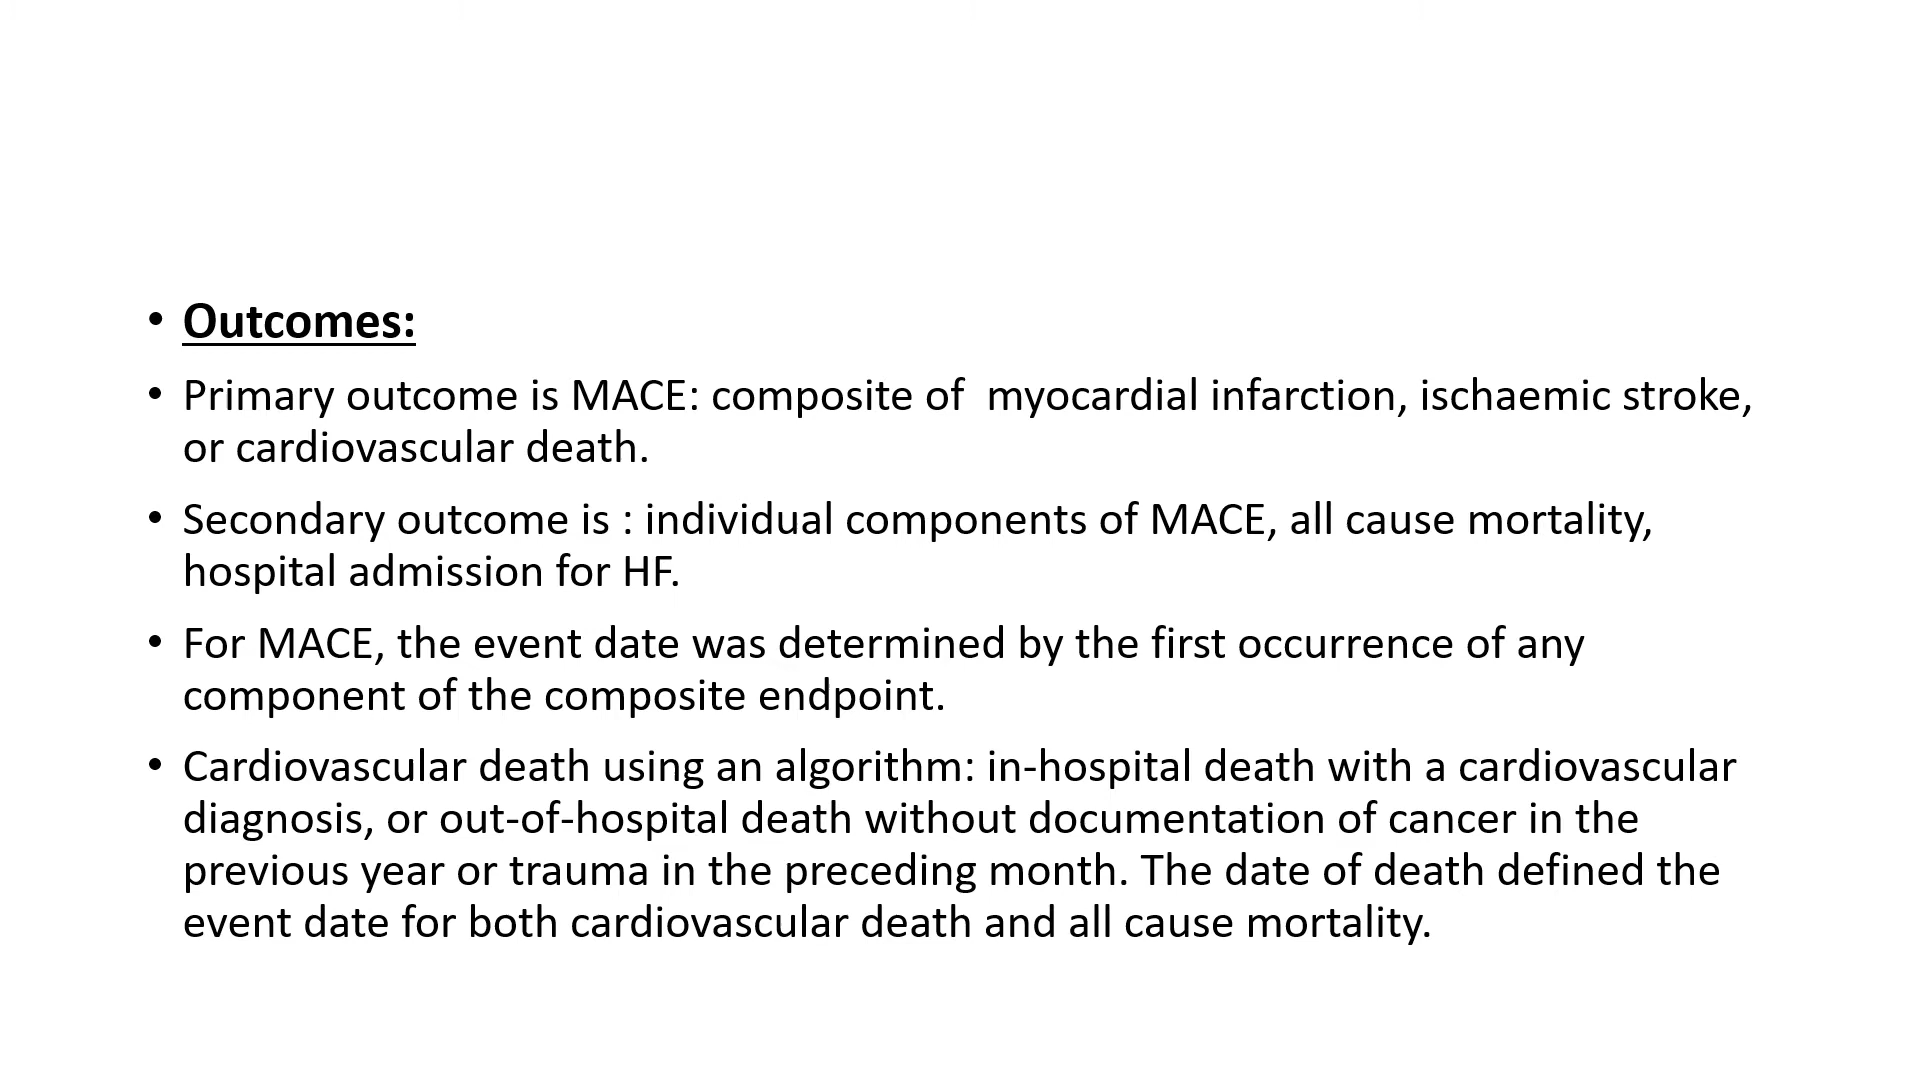 • Outcomes:
• Primary outcome is MACE: composite of  myocardial infarction, ischaemic stroke,
or cardiovascular death.
• Secondary outcome is : individual components of MACE, all cause mortality,
hospital admission for HF.
• For MACE, the event date was determined by the first occurrence of any
component of the composite endpoint.
• Cardiovascular death using an algorithm: in-hospital death with a cardiovascular
diagnosis, or out-of-hospital death without documentation of cancer in the
previous year or trauma in the preceding month. The date of death defined the
event date for both cardiovascular death and all cause mortality.